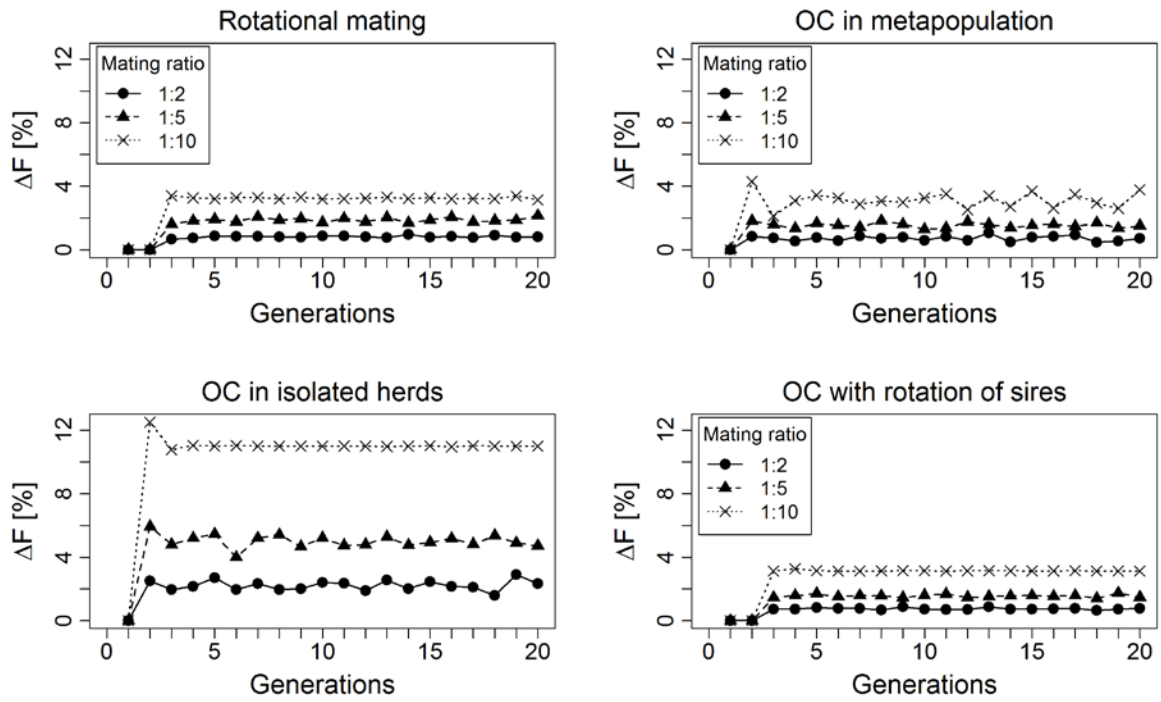 Rotational mating
ΔF [%]
12
8
4
0
Mating ratio
1:2
1:5
1:10
0 5 10 15 20
Generations
OC in metapopulation
ΔF [%]
12
8
4
0
Mating ratio
1:2
1:5
1:10
0 5 10 15 20
Generations
OC in isolated herds
ΔF [%]
12
8
4
0
0 5 10 15 20
Generations
OC with rotation of sires
ΔF [%]
12
8
4
0
Mating ratio
1:2
1:5
1:10
0 5 10 15 20
Generations